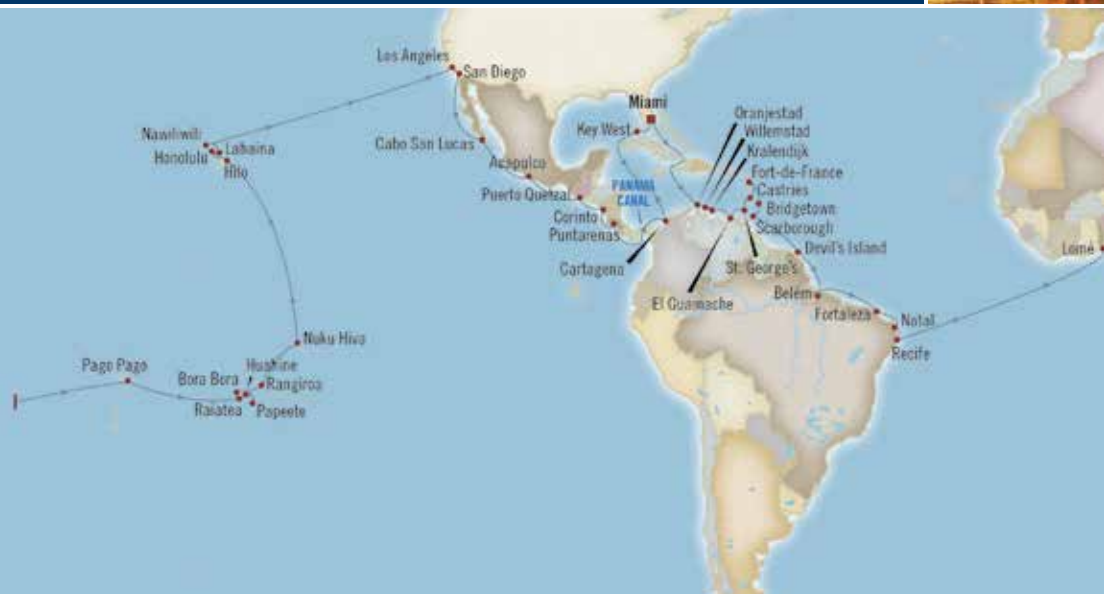 Los Angeles
San Diego
Miami
Key West
Oranjestad
Willemstad
Kralendijk
Nawiliwili
Lahaina
Honolulu
Hilo
Cabo San Lucas
Acapulco
Fort-de-France
Castries
Puerto Quetzal
PANAMA
CANAL
Bridgetown
Corinto
Scarborough
Puntarenas
Devil's Island
Lomé
Cartagena
St. George's
El Guamache
Belém
Fortaleza
Natal
Recife
Nuku Hiva
Pago Pago
Huahine
Bora Bora
Rangiroa
Raiatea
Papeete